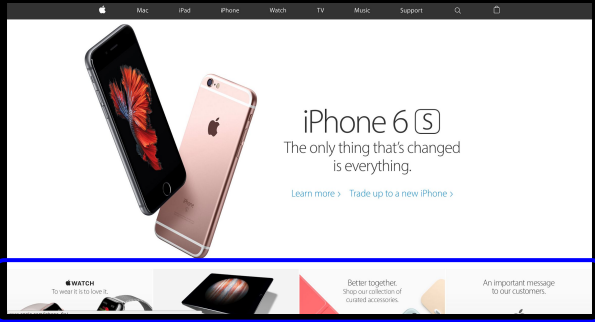 Mac iPad iPhone Watch TV Music Support
iPhone 6 S
The only thing that's changed
is everything.
Learn more > Trade up to a new iPhone >
WATCH
To wear it is to love it.
Better together.
Shop our collection of
curated accessories.
An important message
to our customers.